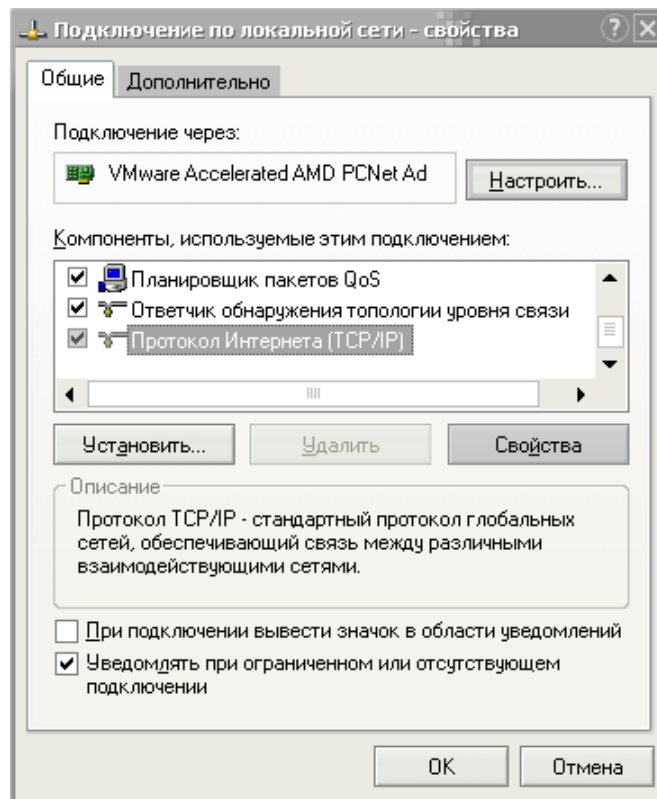 Подключение по локальной сети - свойства
Общие
Дополнительно
Подключение через:
VMware Accelerated AMD PCNet Ad
Настроить...
Компоненты, используемые этим подключением:
Планировщик пакетов QoS
Ответчик обнаружения топологии уровня связи
Протокол Интернета (TCP/IP)
Установить...
Удалить
Свойства
Описание
Протокол TCP/IP - стандартный протокол глобальных
сетей, обеспечивающий связь между различными
взаимодействующими сетями.
При подключении вывести значок в области уведомлений
Уведомлять при ограниченном или отсутствующем
подключении
OK
Отмена